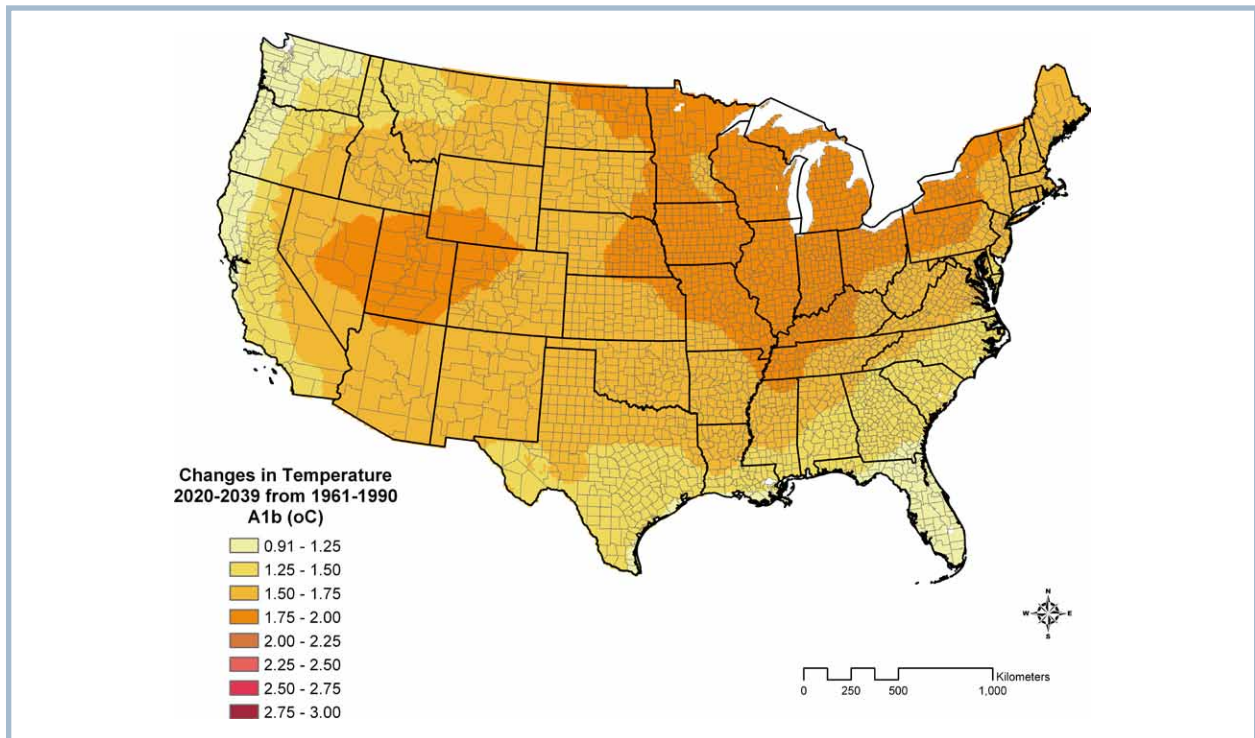 Changes in Temperature
2020-2039 from 1961-1990
A1b (oC)
0.91 - 1.25
1.25 - 1.50
1.50 - 1.75
1.75 - 2.00
2.00 - 2.25
2.25 - 2.50
2.50 - 2.75
2.75 - 3.00
N
W E
S
Kilometers
0 250 500 1,000